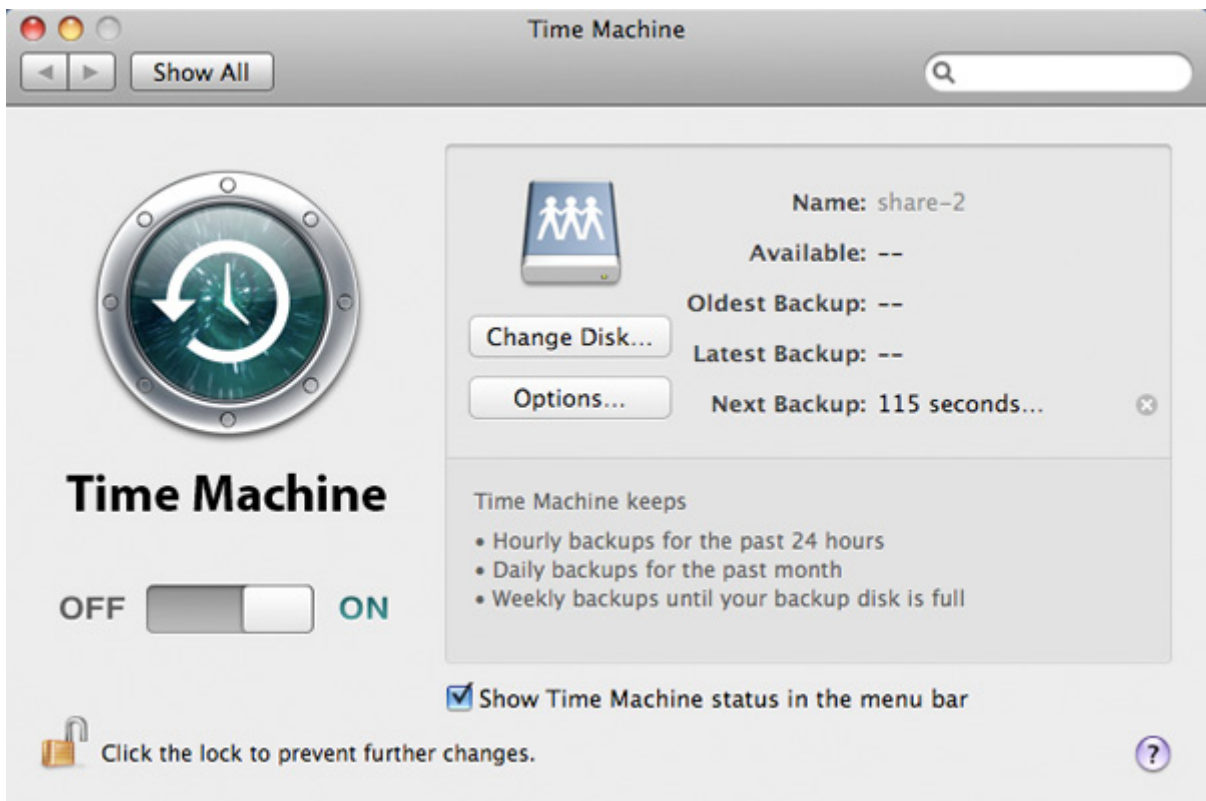 Time Machine
Show All
Name: share-2
Available: --
Oldest Backup: --
Change Disk...
Latest Backup: --
Options...
Next Backup: 115 seconds...
Time Machine
Time Machine keeps
• Hourly backups for the past 24 hours
• Daily backups for the past month
• Weekly backups until your backup disk is full
OFF ON
Show Time Machine status in the menu bar
Click the lock to prevent further changes.
?